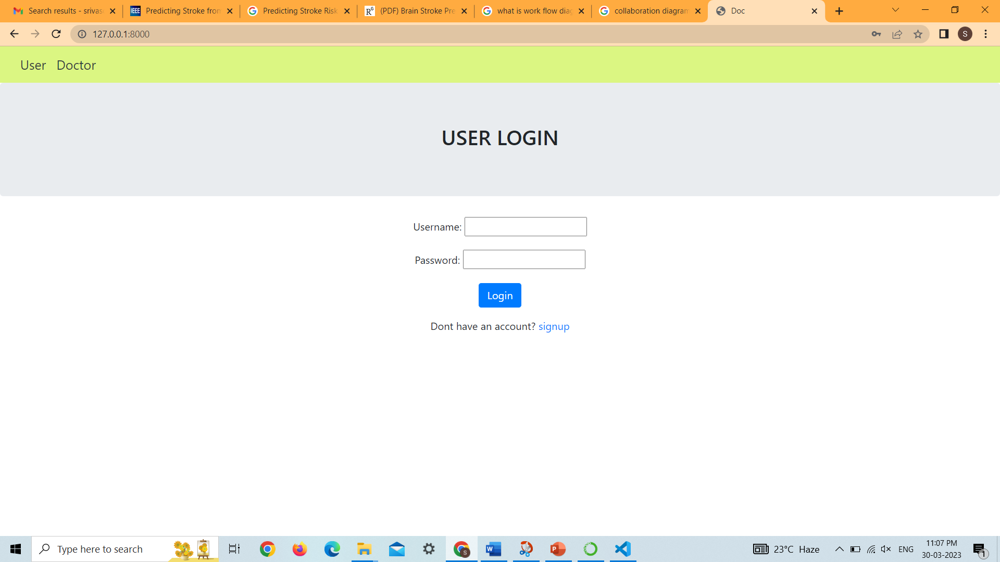 Search results - srivas
Predicting Stroke from
Predicting Stroke Risk
(PDF) Brain Stroke Pre
what is work flow diag
collaboration diagram
Doc
127.0.0.1:8000
S
User Doctor
USER LOGIN
Username:
Password:
Login
Dont have an account? signup
Type here to search
23°C Haze
ENG
11:07 PM
30-03-2023
1